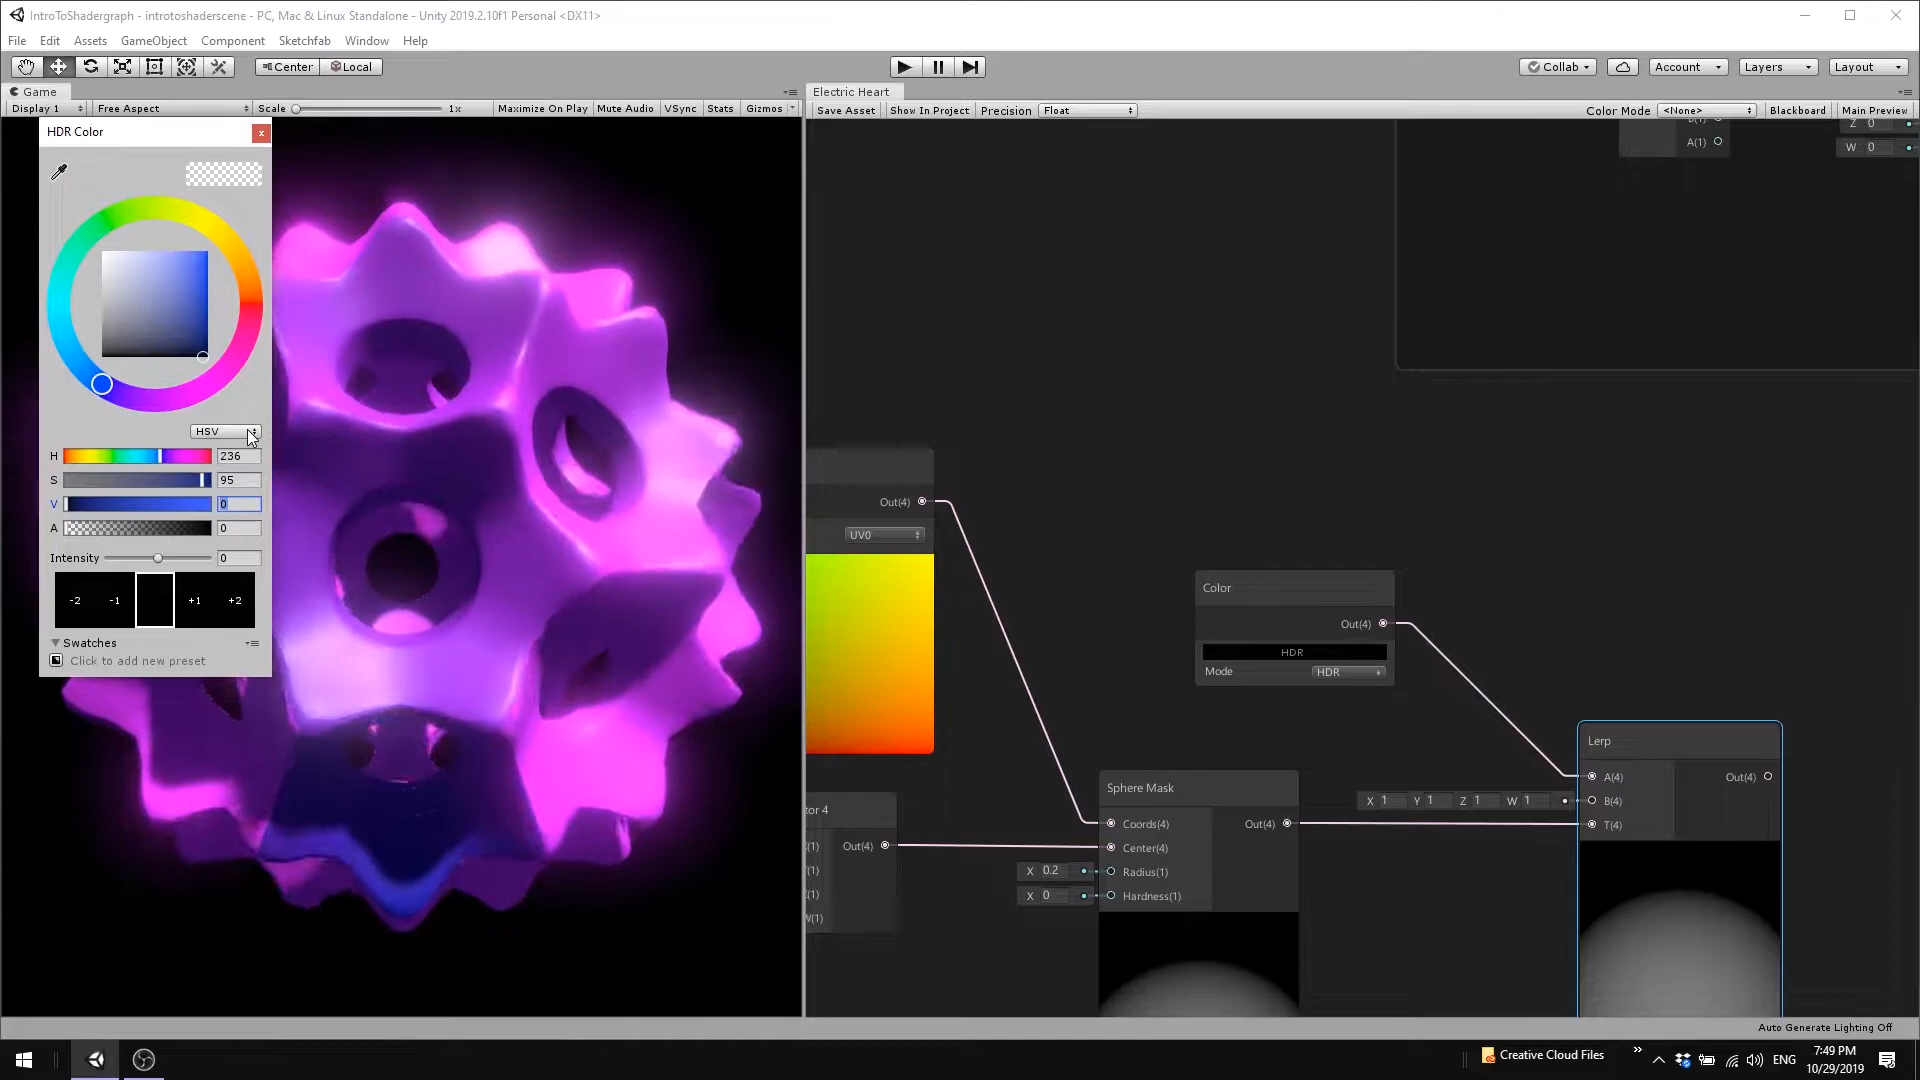 IntroToShadergraph - introtoshaderscene - PC, Mac & Linux Standalone - Unity 2019.2.10f1 Personal <DX11>
File Edit Assets GameObject Component Sketchfab Window Help
Center Local Collab Account Layers Layout
Game
Display 1 Free Aspect Scale 1x Maximize On Play Mute Audio VSync Stats Gizmos
HDR Color
HSV
H 236
S 95
V 0
A 0
Intensity 0
-2 -1 +1 +2
Swatches
Click to add new preset
Electric Heart
Save Asset Show In Project Precision Float Color Mode <None> Blackboard Main Preview
Z 0
A(1)
W 0
Out(4)
UV0
Color
Out(4)
HDR
Mode HDR
Lerp
A(4) Out(4)
X 1 Y 1 Z 1 W 1 B(4)
T(4)
Sphere Mask
Coords(4) Out(4)
Center(4)
X 0.2 Radius(1)
X 0 Hardness(1)
tor 4
Out(4)
Auto Generate Lighting Off
Creative Cloud Files
ENG
7:49 PM
10/29/2019